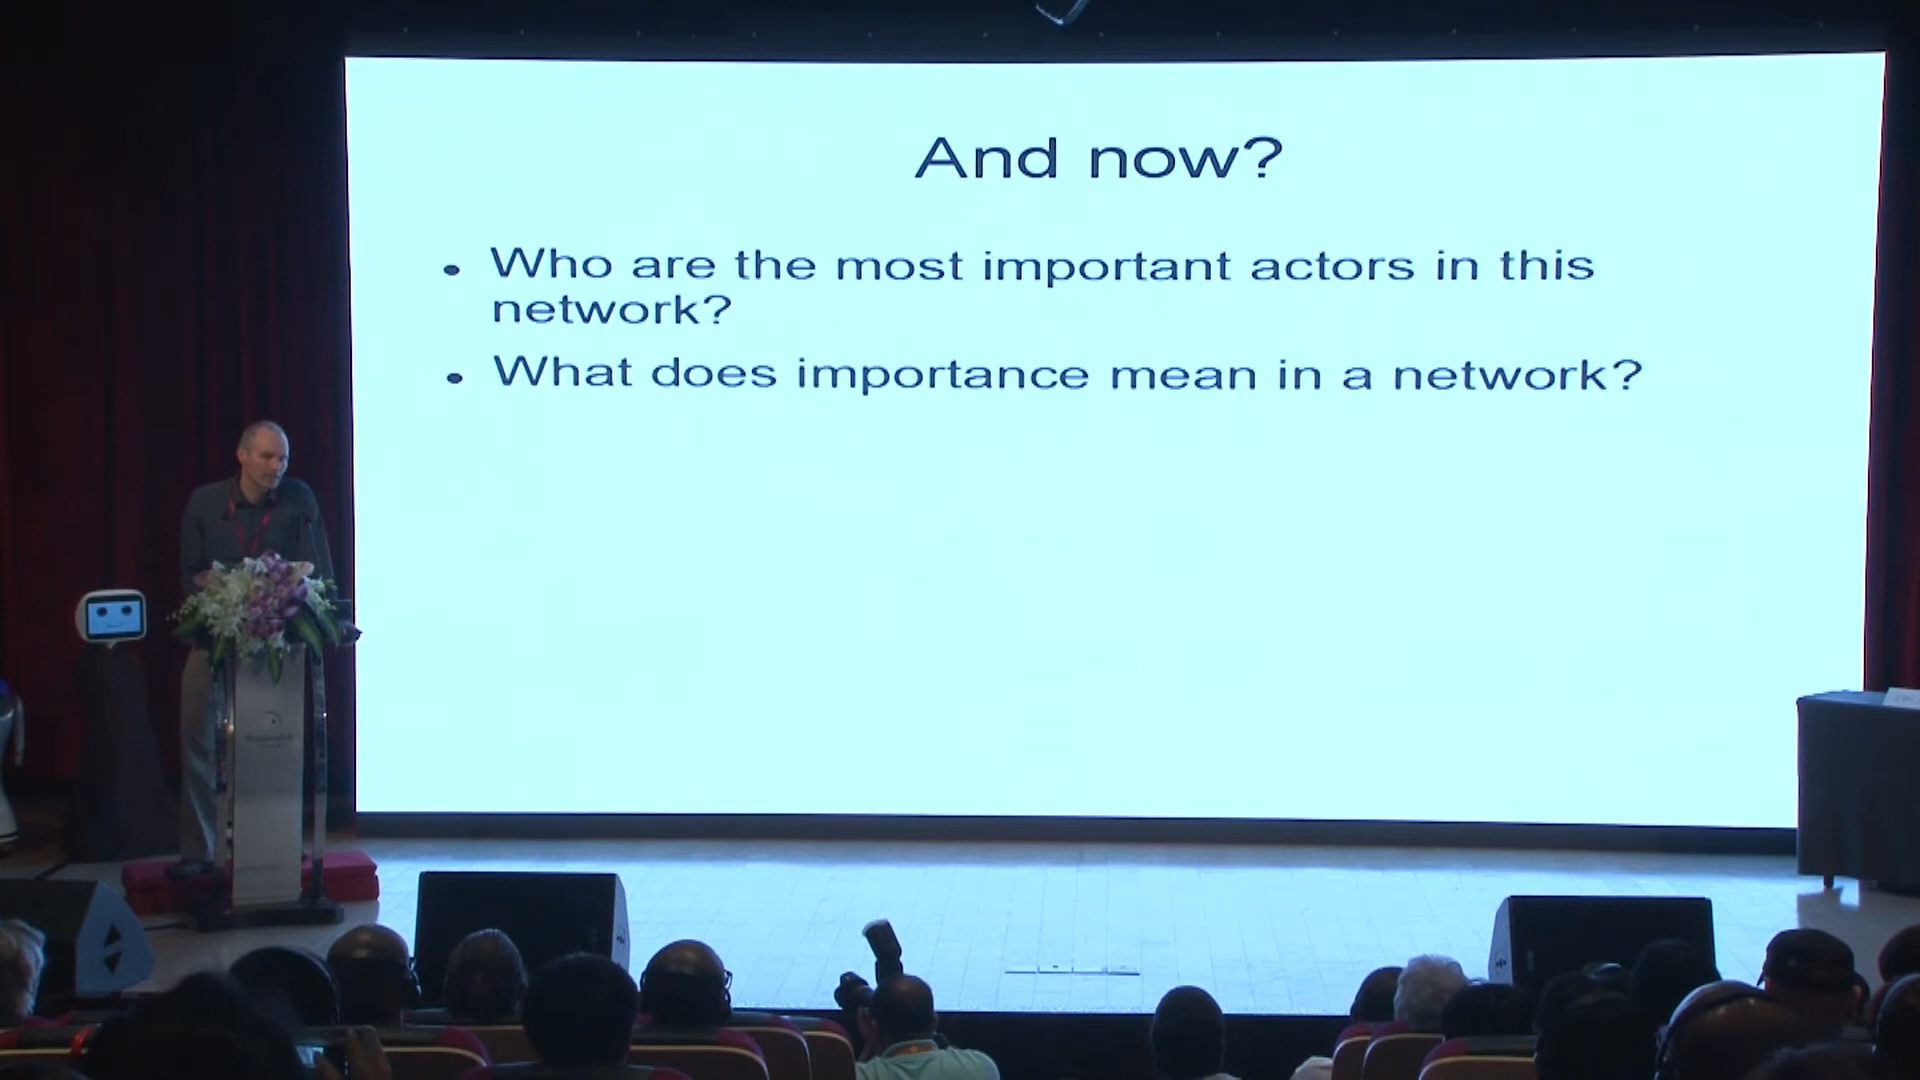 And now?
• Who are the most important actors in this
network?
• What does importance mean in a network?